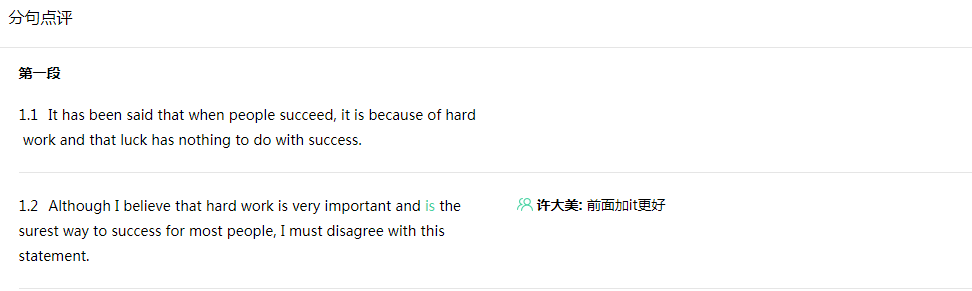 分句点评
第一段
1.1 It has been said that when people succeed, it is because of hard
work and that luck has nothing to do with success.
1.2 Although I believe that hard work is very important and is the
surest way to success for most people, I must disagree with this
statement.
许大美: 前面加it更好